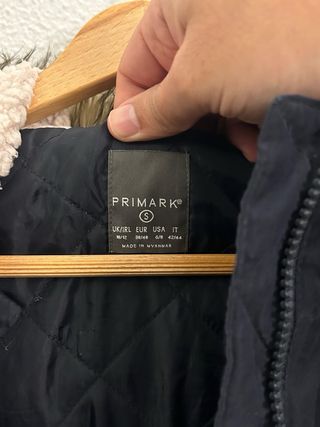 PRIMARK®
S
UK/IRL EUR USA IT
10/12 38/40 6/8 42/44
MADE IN MYANMAR